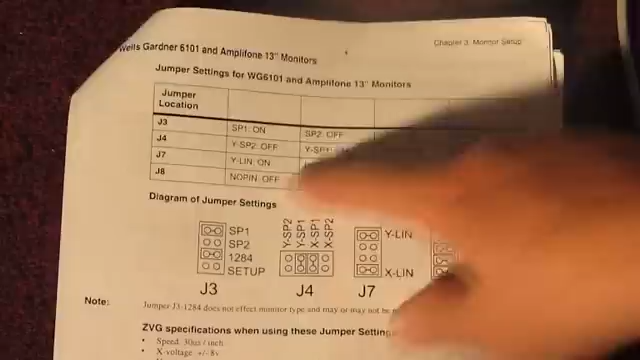 Wells Gardner 6101 and Amplifone 13" Monitors
Chapter 3 Monitor Setup
Jumper Settings for WG6101 and Amplifone 13" Monitors
Jumper Location
J3 SP1: ON SP2: OFF
J4 Y-SP2: OFF
J7 Y-LIN: ON
J8 NOPIN: OFF
Diagram of Jumper Settings
SP1
SP2
1284
SETUP
J3
Y-SP2
Y-SP1
X-SP1
X-SP2
J4
Y-LIN
X-LIN
J7
Note: Jumper J3-1284 does not effect monitor type and may or may not be
ZVG specifications when using these Jumper Settings
• Speed 30us / inch
• X-voltage +/- 8v